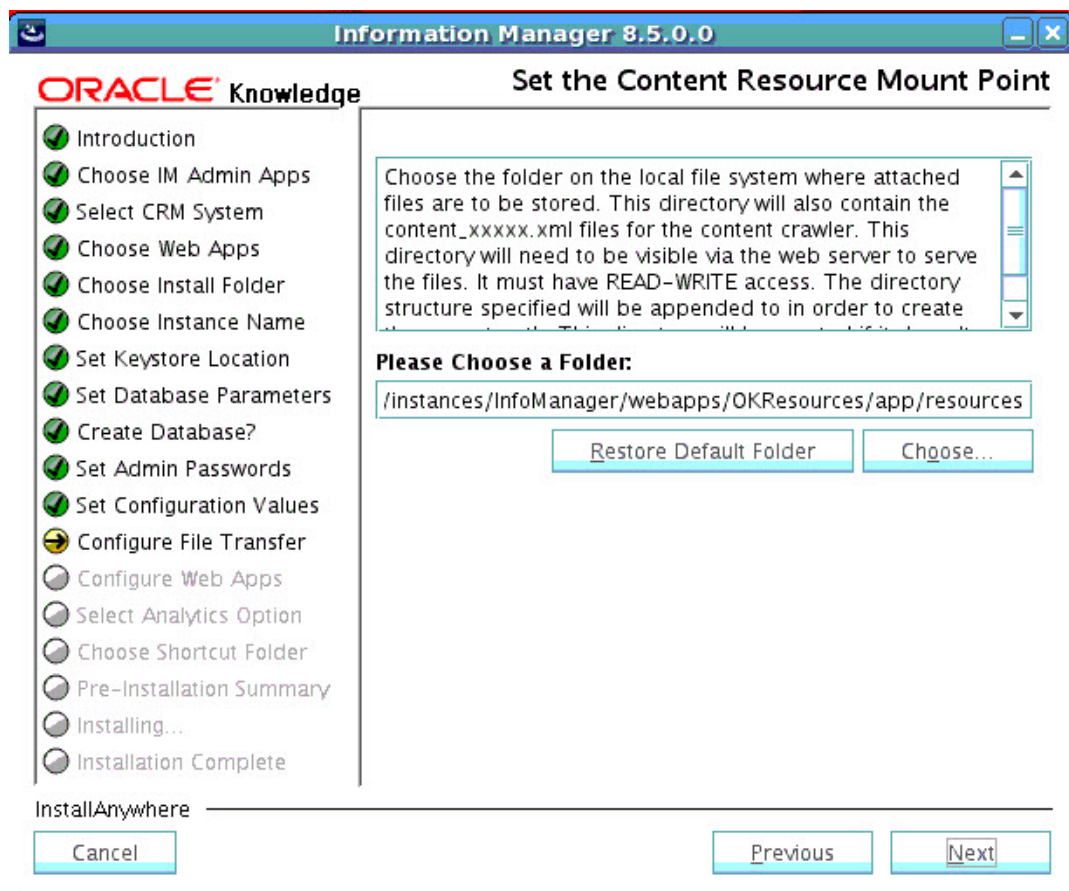 Information Manager 8.5.0.0
ORACLE Knowledge
Set the Content Resource Mount Point
Introduction
Choose IM Admin Apps
Select CRM System
Choose Web Apps
Choose Install Folder
Choose Instance Name
Set Keystore Location
Set Database Parameters
Create Database?
Set Admin Passwords
Set Configuration Values
Configure File Transfer
Configure Web Apps
Select Analytics Option
Choose Shortcut Folder
Pre-Installation Summary
Installing...
Installation Complete
Choose the folder on the local file system where attached
files are to be stored. This directory will also contain the
content_xxxxx.xml files for the content crawler. This
directory will need to be visible via the web server to serve
the files. It must have READ-WRITE access. The directory
structure specified will be appended to in order to create
Please Choose a Folder:
/instances/InfoManager/webapps/OKResources/app/resources
Restore Default Folder
Choose...
InstallAnywhere
Cancel
Previous
Next